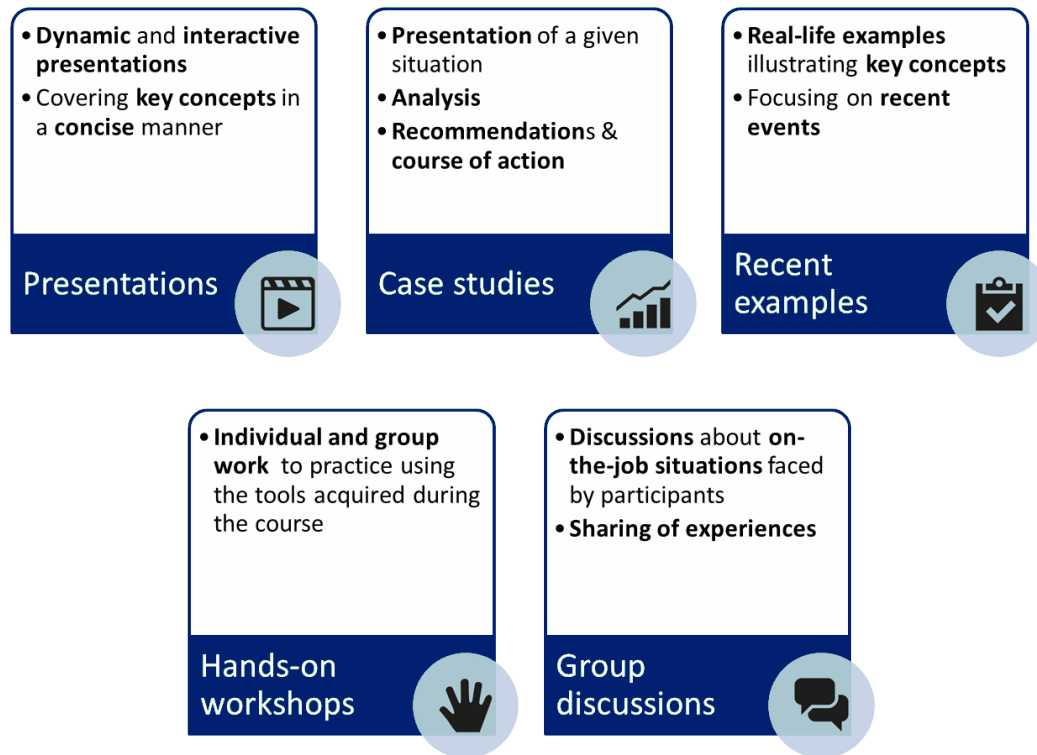 • Dynamic and interactive
presentations
• Covering key concepts in
a concise manner
Presentations
• Presentation of a given
situation
• Analysis
• Recommendations &
course of action
Case studies
• Real-life examples
illustrating key concepts
• Focusing on recent
events
Recent
examples
• Individual and group
work to practice using
the tools acquired during
the course
Hands-on
workshops
• Discussions about on-
the-job situations faced
by participants
• Sharing of experiences
Group
discussions